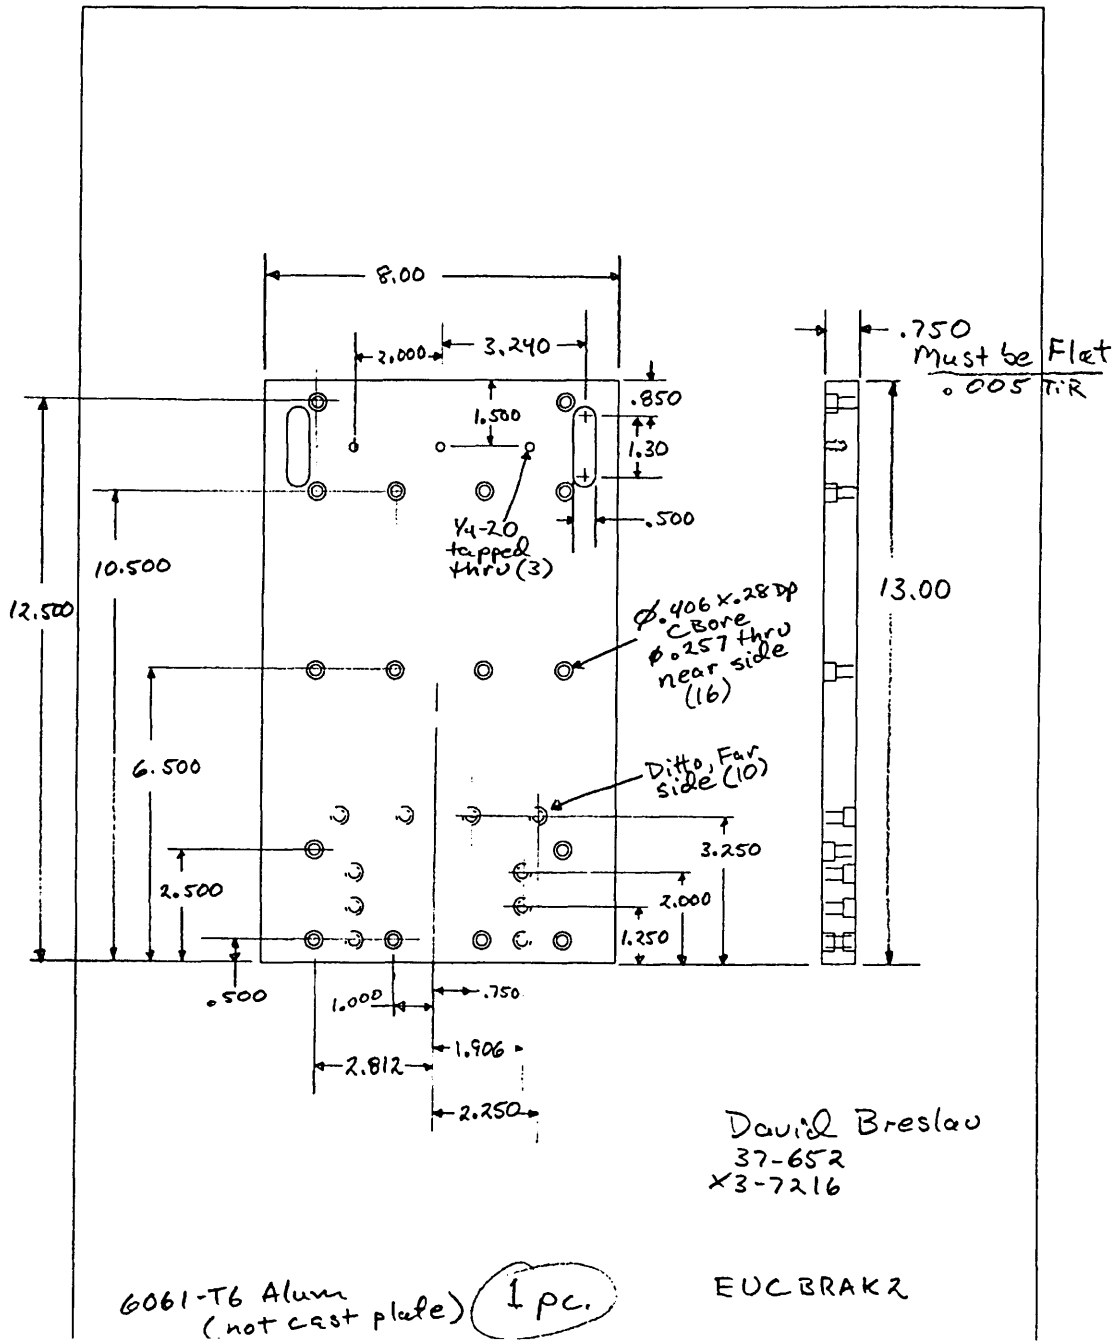 8.00
2.000
3.240
.750
Must be Flat
.005 TIR
1.500
.850
1.30
.500
1/4-20
tapped
thru (3)
10.500
12.500
Ø.406 x .28 Dp
CBore
Ø.257 thru
near side
(16)
13.00
6.500
Ditto, Far
side (10)
3.250
2.500
2.000
1.250
.500
1.000
.750
1.906
2.812
2.250
David Breslau
37-652
x3-7216
6061-T6 Alum
(not cast plate)
1 pc.
EUCBRAK2